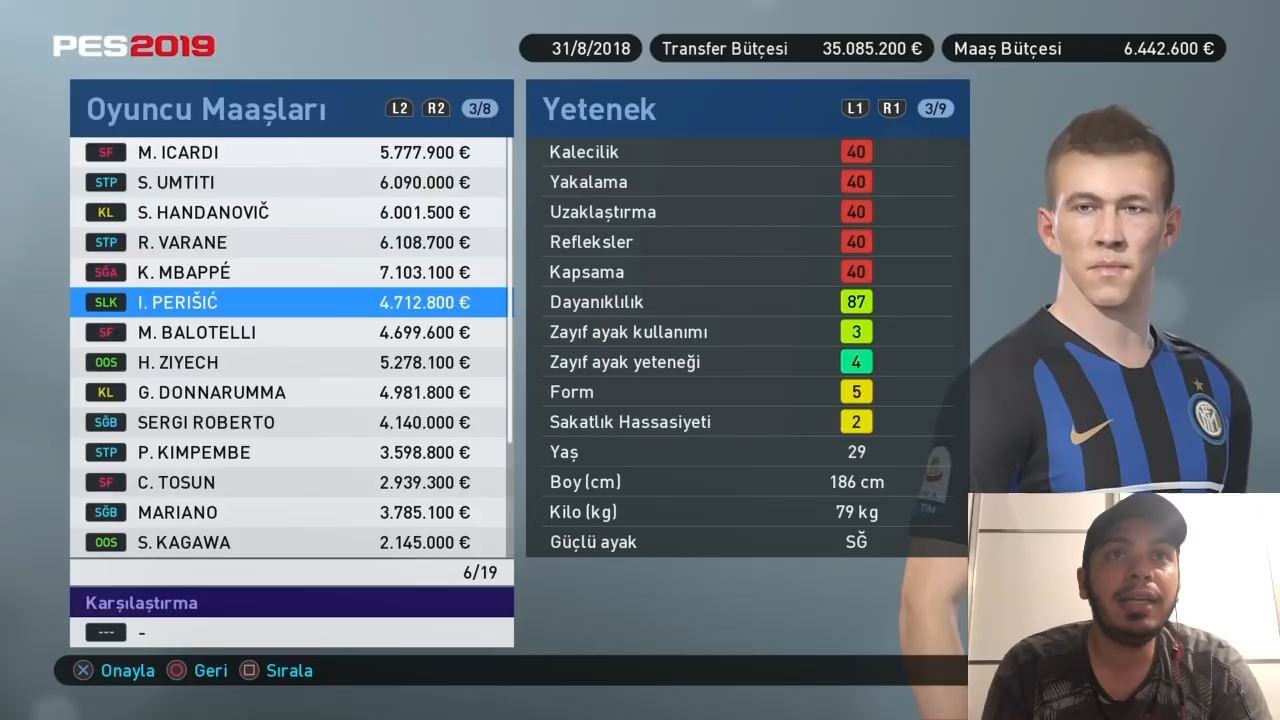 PES2019
31/8/2018
Transfer Bütçesi 35.085.200 €
Maaş Bütçesi 6.442.600 €
Oyuncu Maaşları L2 R2 3/8
SF M. ICARDI 5.777.900 €
STP S. UMTITI 6.090.000 €
KL S. HANDANOVIČ 6.001.500 €
STP R. VARANE 6.108.700 €
SĞA K. MBAPPÉ 7.103.100 €
SLK I. PERIŠIĆ 4.712.800 €
SF M. BALOTELLI 4.699.600 €
OOS H. ZIYECH 5.278.100 €
KL G. DONNARUMMA 4.981.800 €
SĞB SERGI ROBERTO 4.140.000 €
STP P. KIMPEMBE 3.598.800 €
SF C. TOSUN 2.939.300 €
SĞB MARIANO 3.785.100 €
OOS S. KAGAWA 2.145.000 €
6/19
Karşılaştırma
--- -
Yetenek L1 R1 3/9
Kalecilik 40
Yakalama 40
Uzaklaştırma 40
Refleksler 40
Kapsama 40
Dayanıklılık 87
Zayıf ayak kullanımı 3
Zayıf ayak yeteneği 4
Form 5
Sakatlık Hassasiyeti 2
Yaş 29
Boy (cm) 186 cm
Kilo (kg) 79 kg
Güçlü ayak SĞ
TIM
Onayla Geri Sırala